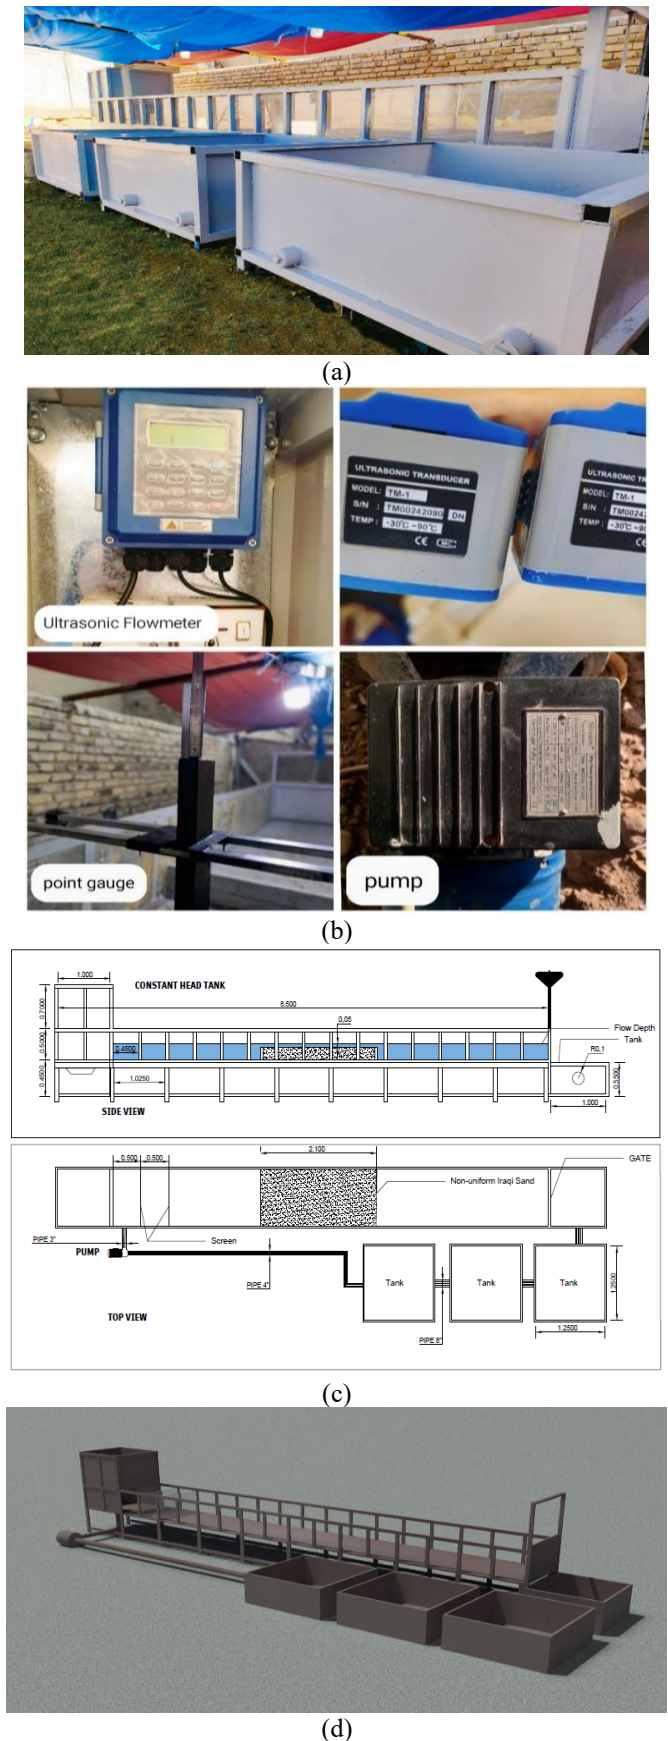 (a)
ULTRASONIC TRANSDUCER
MODEL: TM-1
S/N : TM00242090 DN
TEMP : -30℃ ~90℃
ULTRASONIC TRANSD
MODEL: TM-1
S/N : TM0024
TEMP : -30℃
Ultrasonic Flowmeter
point gauge
pump
(b)
1.000
CONSTANT HEAD TANK
8.500
0.7000
0.05
Flow Depth
Tank
0.5000
0.4500
R0,1
0.4500
1.0250
0.5500
SIDE VIEW
1.000
2.100
0.500
0.500
GATE
Non-uniform Iraqi Sand
PIPE 3"
Screen
PUMP
PIPE 4"
Tank
Tank
Tank
1.2500
TOP VIEW
PIPE 8"
1.2500
(c)
(d)